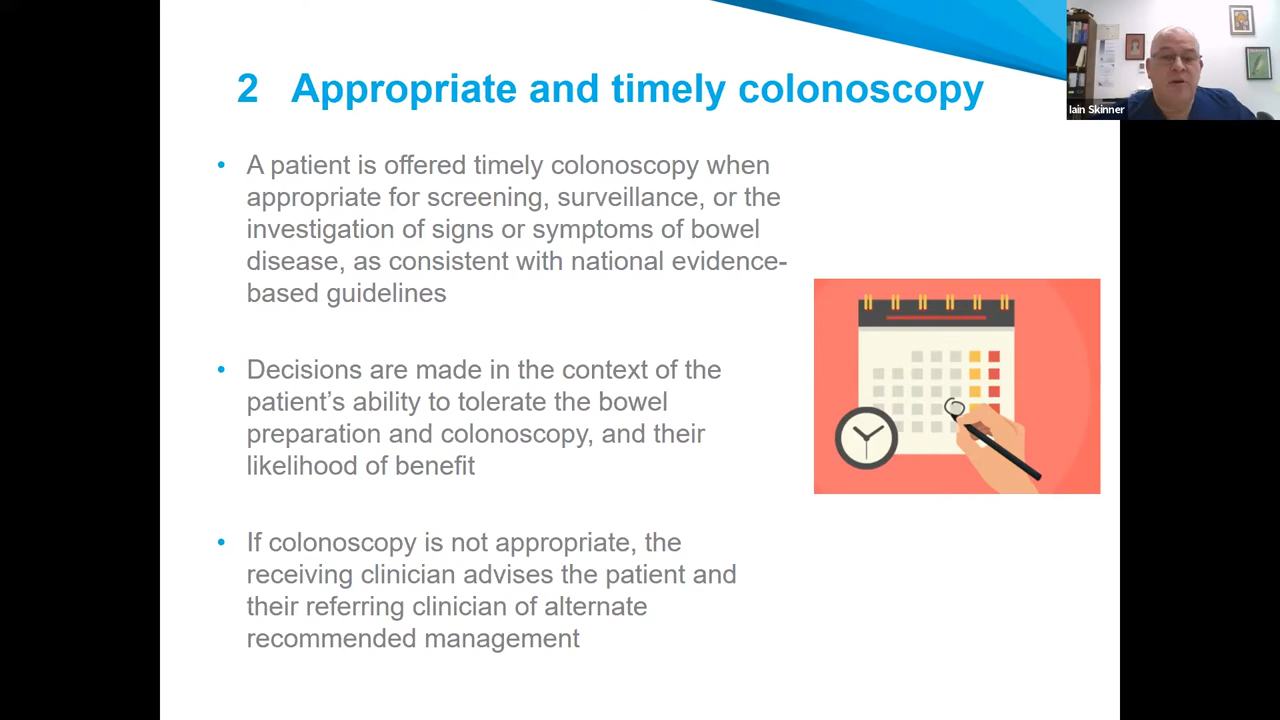 2 Appropriate and timely colonoscopy
Iain Skinner
• A patient is offered timely colonoscopy when
appropriate for screening, surveillance, or the
investigation of signs or symptoms of bowel
disease, as consistent with national evidence-
based guidelines
• Decisions are made in the context of the
patient's ability to tolerate the bowel
preparation and colonoscopy, and their
likelihood of benefit
• If colonoscopy is not appropriate, the
receiving clinician advises the patient and
their referring clinician of alternate
recommended management